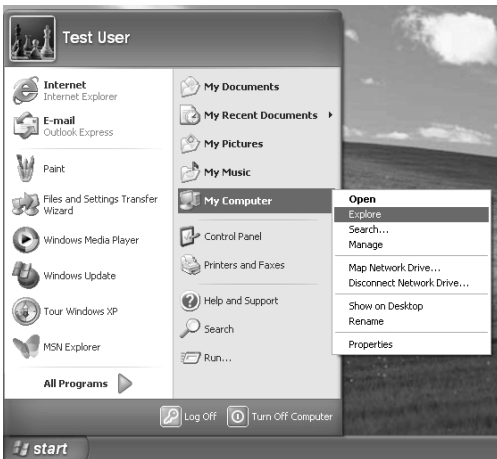 Test User
Internet
Internet Explorer
E-mail
Outlook Express
Paint
Files and Settings Transfer
Wizard
Windows Media Player
Windows Update
Tour Windows XP
MSN Explorer
All Programs
My Documents
My Recent Documents
My Pictures
My Music
My Computer
Control Panel
Printers and Faxes
Help and Support
Search
Run...
Open
Explore
Search...
Manage
Map Network Drive...
Disconnect Network Drive...
Show on Desktop
Rename
Properties
Log Off
Turn Off Computer
start